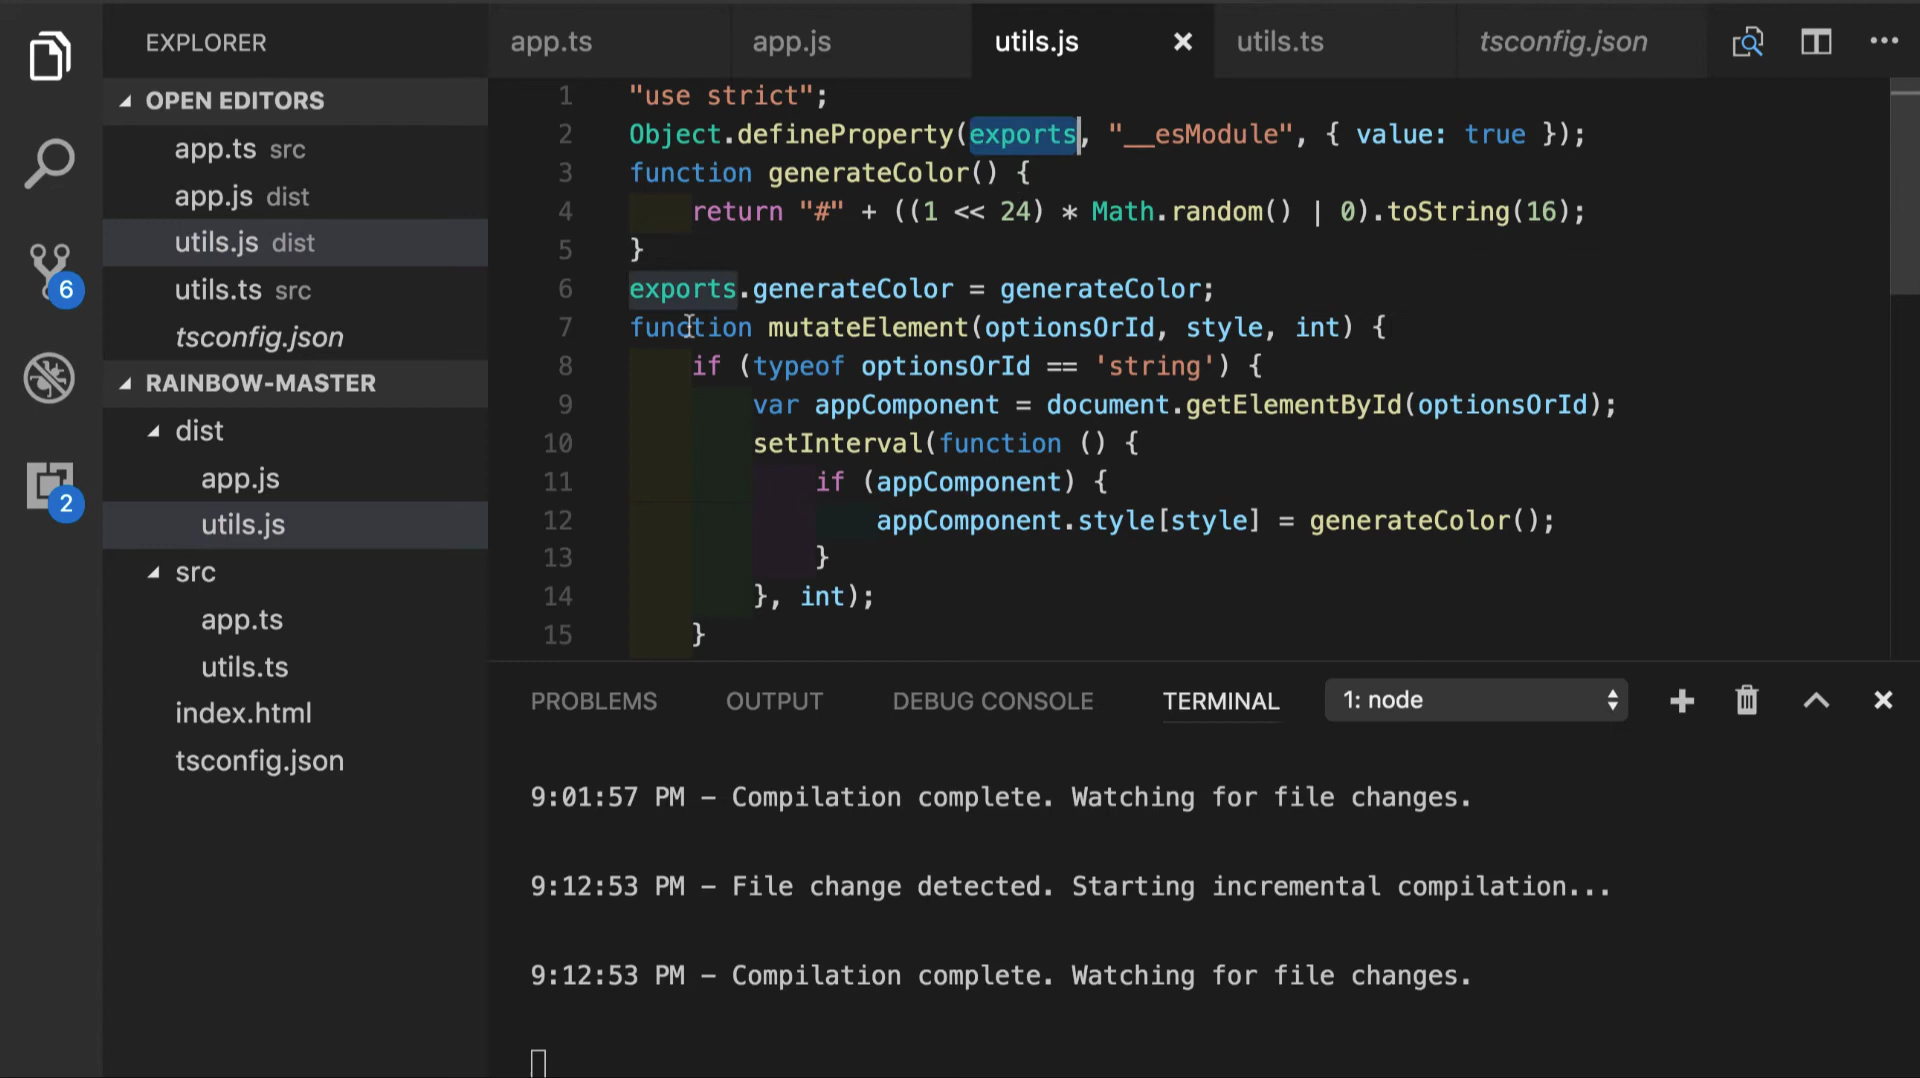 EXPLORER
OPEN EDITORS
app.ts src
app.js dist
utils.js dist
utils.ts src
tsconfig.json
RAINBOW-MASTER
dist
app.js
utils.js
src
app.ts
utils.ts
index.html
tsconfig.json
6
2
app.ts app.js utils.js utils.ts tsconfig.json
1 "use strict";
2 Object.defineProperty(exports, "__esModule", { value: true });
3 function generateColor() {
4 return "#" + ((1 << 24) * Math.random() | 0).toString(16);
5 }
6 exports.generateColor = generateColor;
7 function mutateElement(optionsOrId, style, int) {
8 if (typeof optionsOrId == 'string') {
9 var appComponent = document.getElementById(optionsOrId);
10 setInterval(function () {
11 if (appComponent) {
12 appComponent.style[style] = generateColor();
13 }
14 }, int);
15 }
PROBLEMS OUTPUT DEBUG CONSOLE TERMINAL 1: node
9:01:57 PM - Compilation complete. Watching for file changes.
9:12:53 PM - File change detected. Starting incremental compilation...
9:12:53 PM - Compilation complete. Watching for file changes.